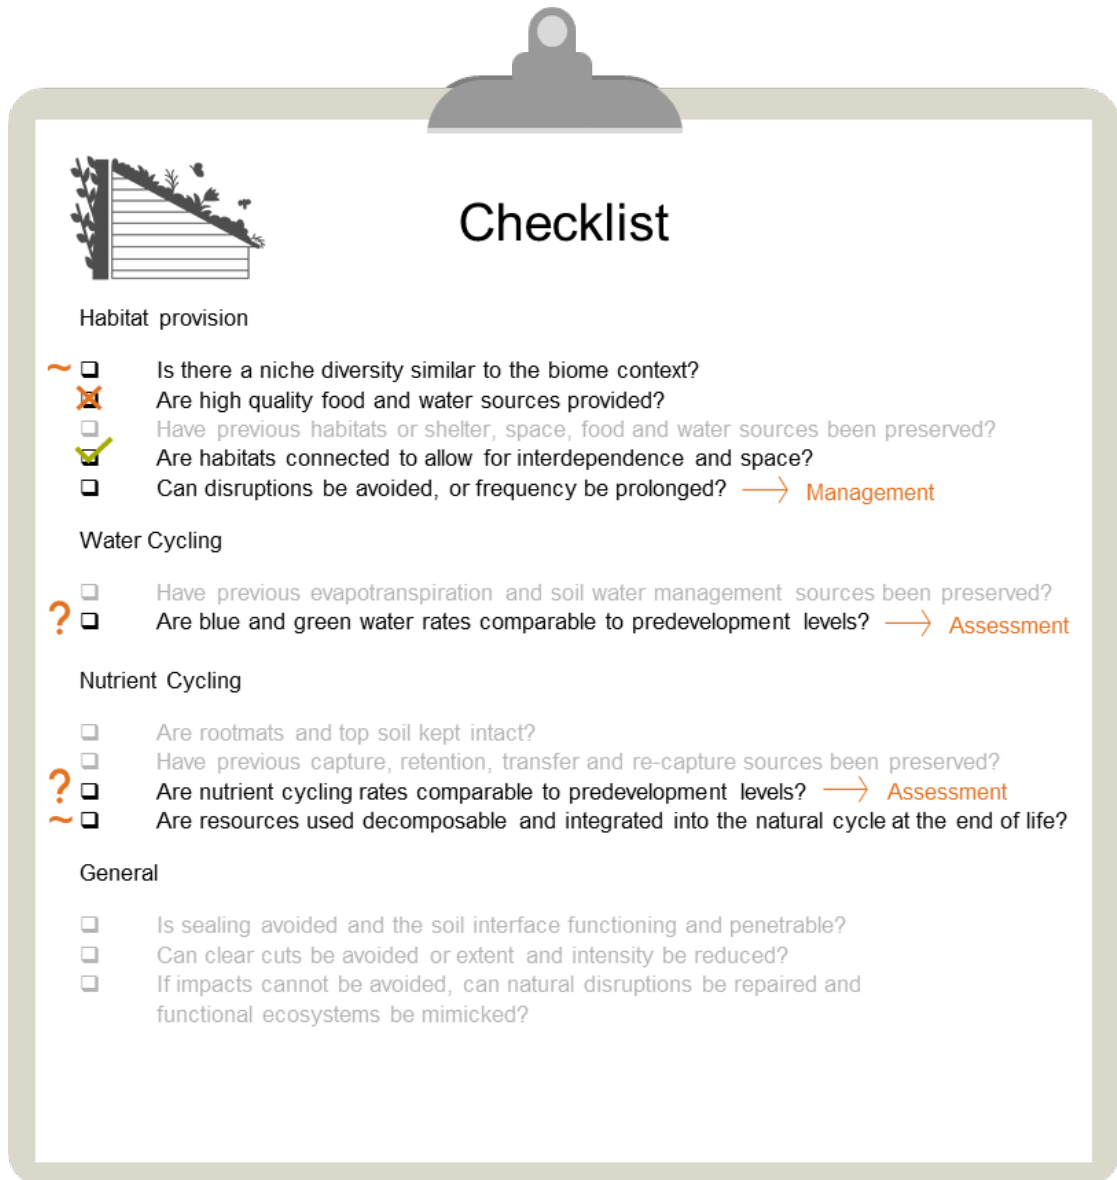 Checklist
Habitat provision
~ Is there a niche diversity similar to the biome context?
Are high quality food and water sources provided?
Have previous habitats or shelter, space, food and water sources been preserved?
Are habitats connected to allow for interdependence and space?
Can disruptions be avoided, or frequency be prolonged? → Management
Water Cycling
Have previous evapotranspiration and soil water management sources been preserved?
? Are blue and green water rates comparable to predevelopment levels? → Assessment
Nutrient Cycling
Are rootmats and top soil kept intact?
Have previous capture, retention, transfer and re-capture sources been preserved?
? Are nutrient cycling rates comparable to predevelopment levels? → Assessment
~ Are resources used decomposable and integrated into the natural cycle at the end of life?
General
Is sealing avoided and the soil interface functioning and penetrable?
Can clear cuts be avoided or extent and intensity be reduced?
If impacts cannot be avoided, can natural disruptions be repaired and
functional ecosystems be mimicked?